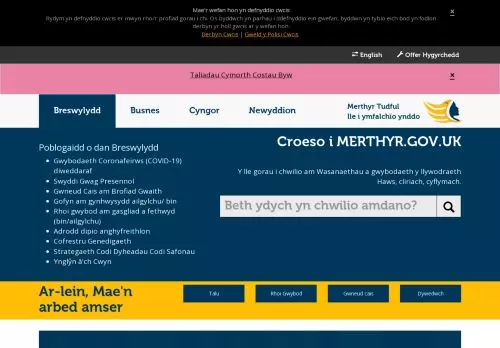 Mae'r wefan hon yn defnyddio cwcis
Rydym yn defnyddio cwcis er mwyn rhoi'r profiad gorau i chi. Os byddwch yn parhau i ddefnyddio ein gwefan, byddwn yn tybio eich bod yn fodlon
derbyn yr holl gwcis ar y wefan hon.
Derbyn Cwcis | Gweld y Polisi Cwcis
x
English
Offer Hygyrchedd
Taliadau Cymorth Costau Byw
x
Breswylydd
Busnes
Cyngor
Newyddion
Merthyr Tudful
lle i ymfalchïo ynddo
Poblogaidd o dan Breswylydd
Gwybodaeth Coronafeirws (COVID-19)
diweddaraf
Swyddi Gwag Presennol
Gwneud Cais am Brofiad Gwaith
Gofyn am gynhwysydd ailgylchu/ bin
Rhoi gwybod am gasgliad a fethwyd
(bin/ailgylchu)
Adrodd dipio anghyfreithlon
Cofrestru Genedigaeth
Strategaeth Codi Dyheadau Codi Safonau
Ynglŷn â'ch Cwyn
Croeso i MERTHYR.GOV.UK
Y lle gorau i chwilio am Wasanaethau a gwybodaeth y llywodraeth
Haws, cliriach, cyflymach.
Beth ydych yn chwilio amdano?
Ar-lein, Mae'n
arbed amser
Talu
Rhoi Gwybod
Gwneud cais
Dywedwch